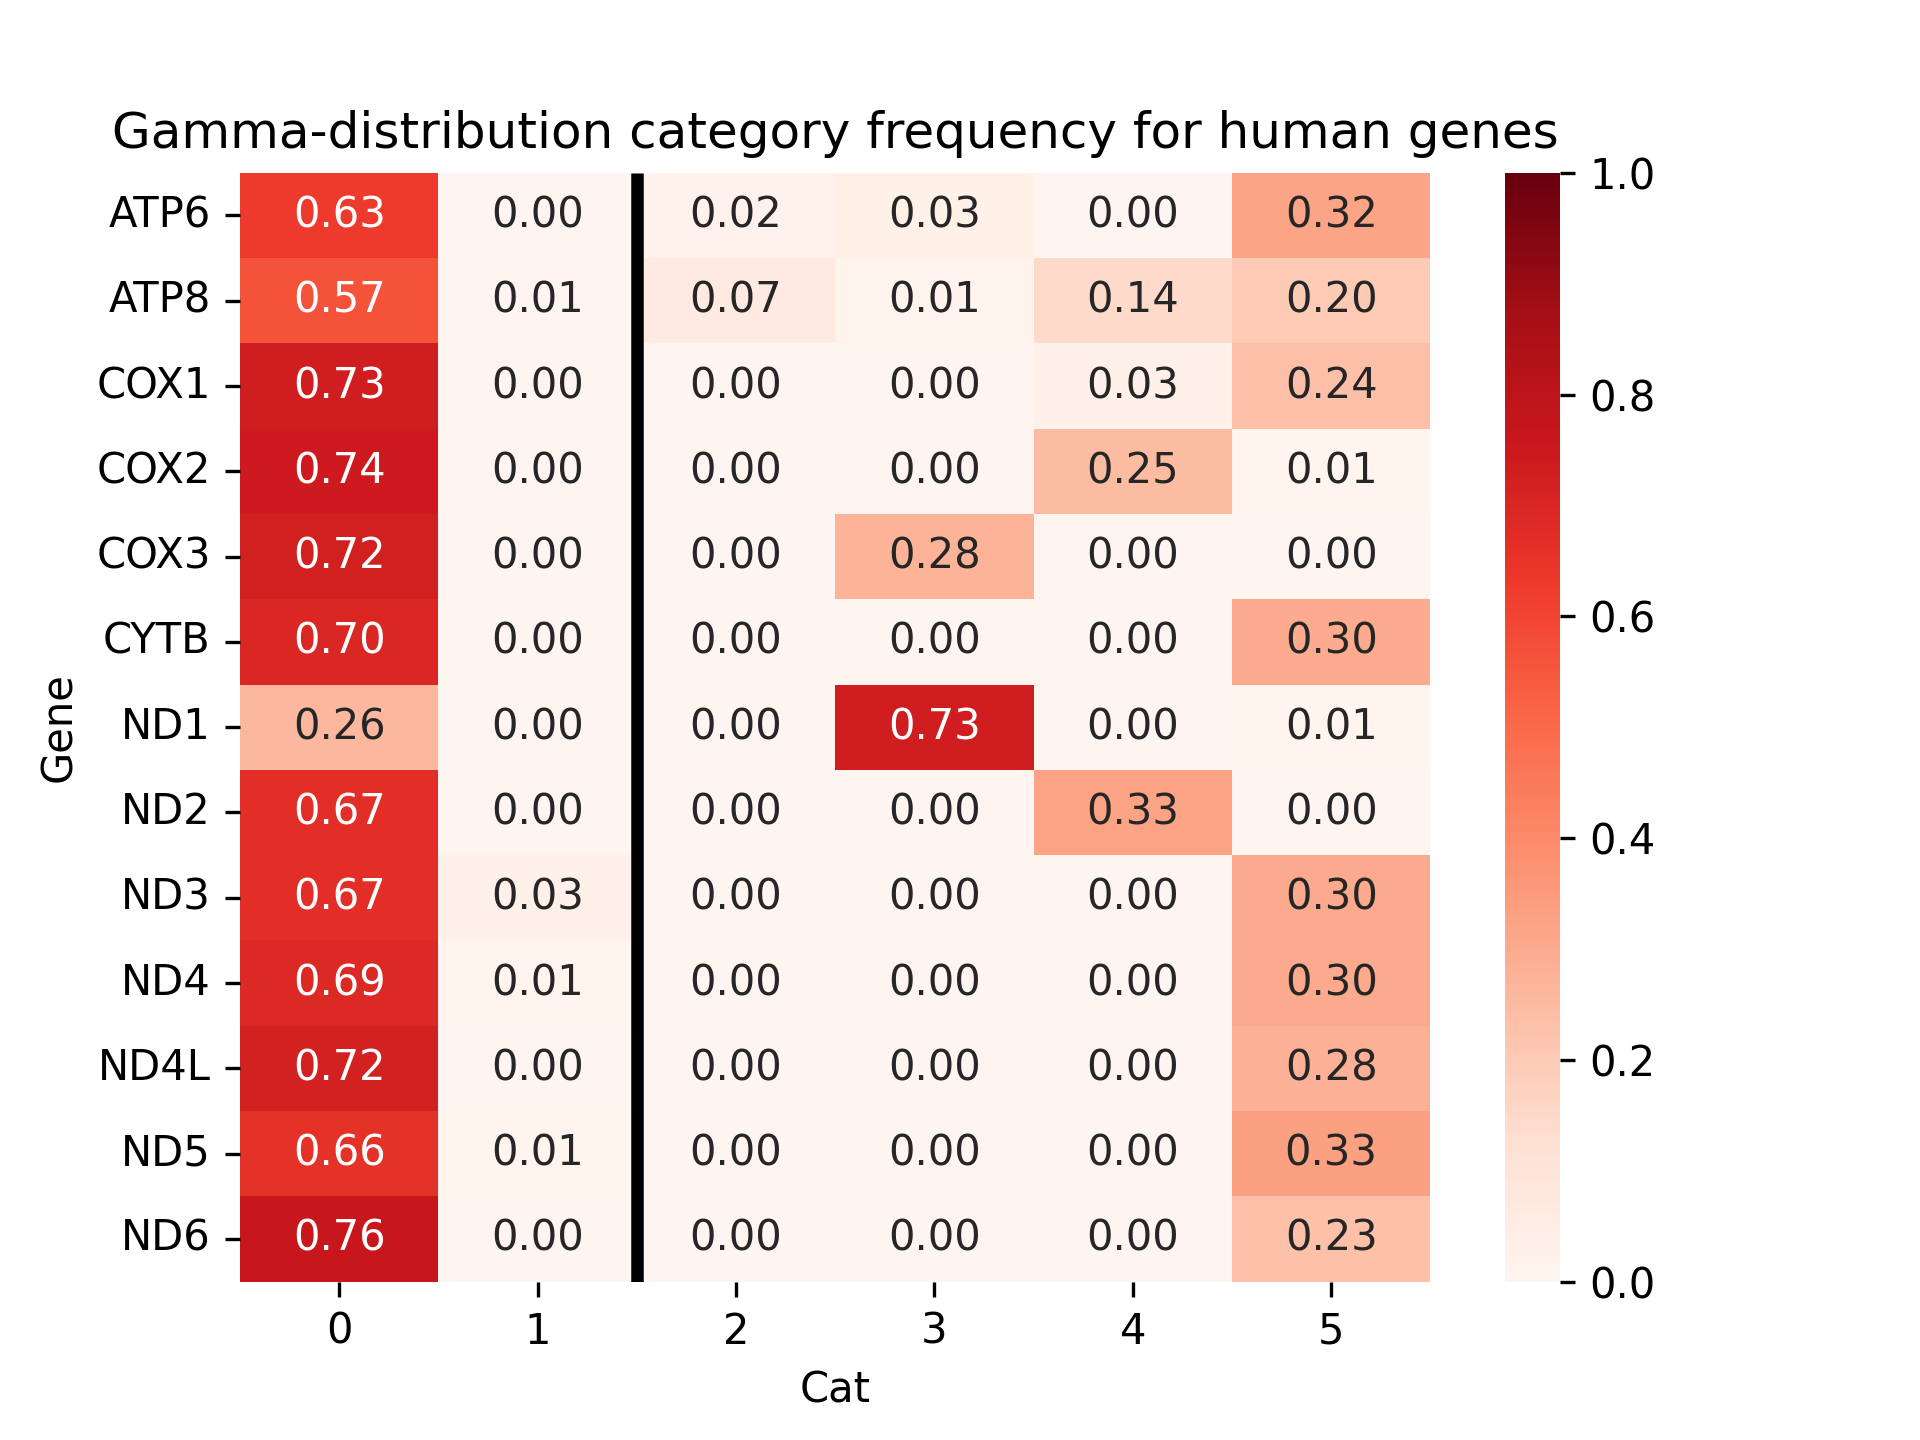 Gamma-distribution category frequency for human genes
ATP6 0.63 0.00 0.02 0.03 0.00 0.32
ATP8 0.57 0.01 0.07 0.01 0.14 0.20
COX1 0.73 0.00 0.00 0.00 0.03 0.24
COX2 0.74 0.00 0.00 0.00 0.25 0.01
COX3 0.72 0.00 0.00 0.28 0.00 0.00
CYTB 0.70 0.00 0.00 0.00 0.00 0.30
ND1 0.26 0.00 0.00 0.73 0.00 0.01
ND2 0.67 0.00 0.00 0.00 0.33 0.00
ND3 0.67 0.03 0.00 0.00 0.00 0.30
ND4 0.69 0.01 0.00 0.00 0.00 0.30
ND4L 0.72 0.00 0.00 0.00 0.00 0.28
ND5 0.66 0.01 0.00 0.00 0.00 0.33
ND6 0.76 0.00 0.00 0.00 0.00 0.23
0 1 2 3 4 5
Cat
Gene
1.0
0.8
0.6
0.4
0.2
0.0